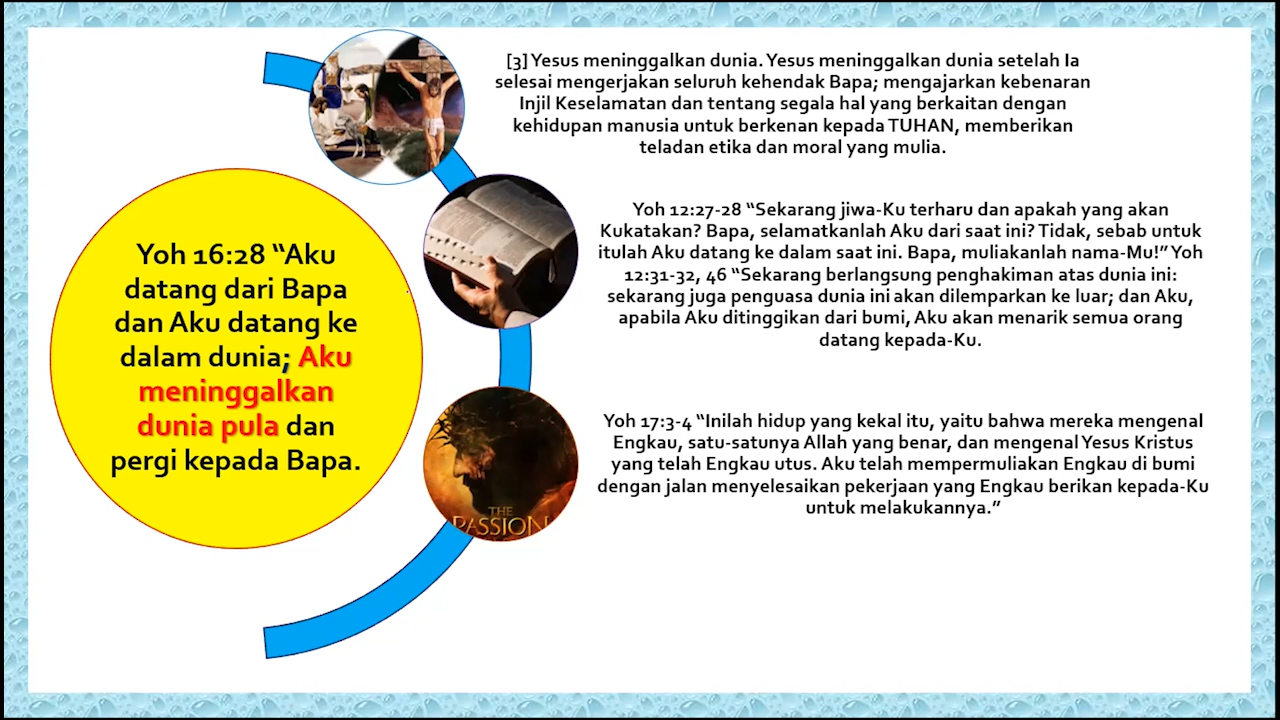 Yoh 16:28 “Aku
datang dari Bapa
dan Aku datang ke
dalam dunia; Aku
meninggalkan
dunia pula dan
pergi kepada Bapa.
[3] Yesus meninggalkan dunia. Yesus meninggalkan dunia setelah Ia
selesai mengerjakan seluruh kehendak Bapa; mengajarkan kebenaran
Injil Keselamatan dan tentang segala hal yang berkaitan dengan
kehidupan manusia untuk berkenan kepada TUHAN, memberikan
teladan etika dan moral yang mulia.
Yoh 12:27-28 “Sekarang jiwa-Ku terharu dan apakah yang akan
Kukatakan? Bapa, selamatkanlah Aku dari saat ini? Tidak, sebab untuk
itulah Aku datang ke dalam saat ini. Bapa, muliakanlah nama-Mu!” Yoh
12:31-32, 46 “Sekarang berlangsung penghakiman atas dunia ini:
sekarang juga penguasa dunia ini akan dilemparkan ke luar; dan Aku,
apabila Aku ditinggikan dari bumi, Aku akan menarik semua orang
datang kepada-Ku.
Yoh 17:3-4 “Inilah hidup yang kekal itu, yaitu bahwa mereka mengenal
Engkau, satu-satunya Allah yang benar, dan mengenal Yesus Kristus
yang telah Engkau utus. Aku telah mempermuliakan Engkau di bumi
dengan jalan menyelesaikan pekerjaan yang Engkau berikan kepada-Ku
untuk melakukannya.”
THE
PASSION